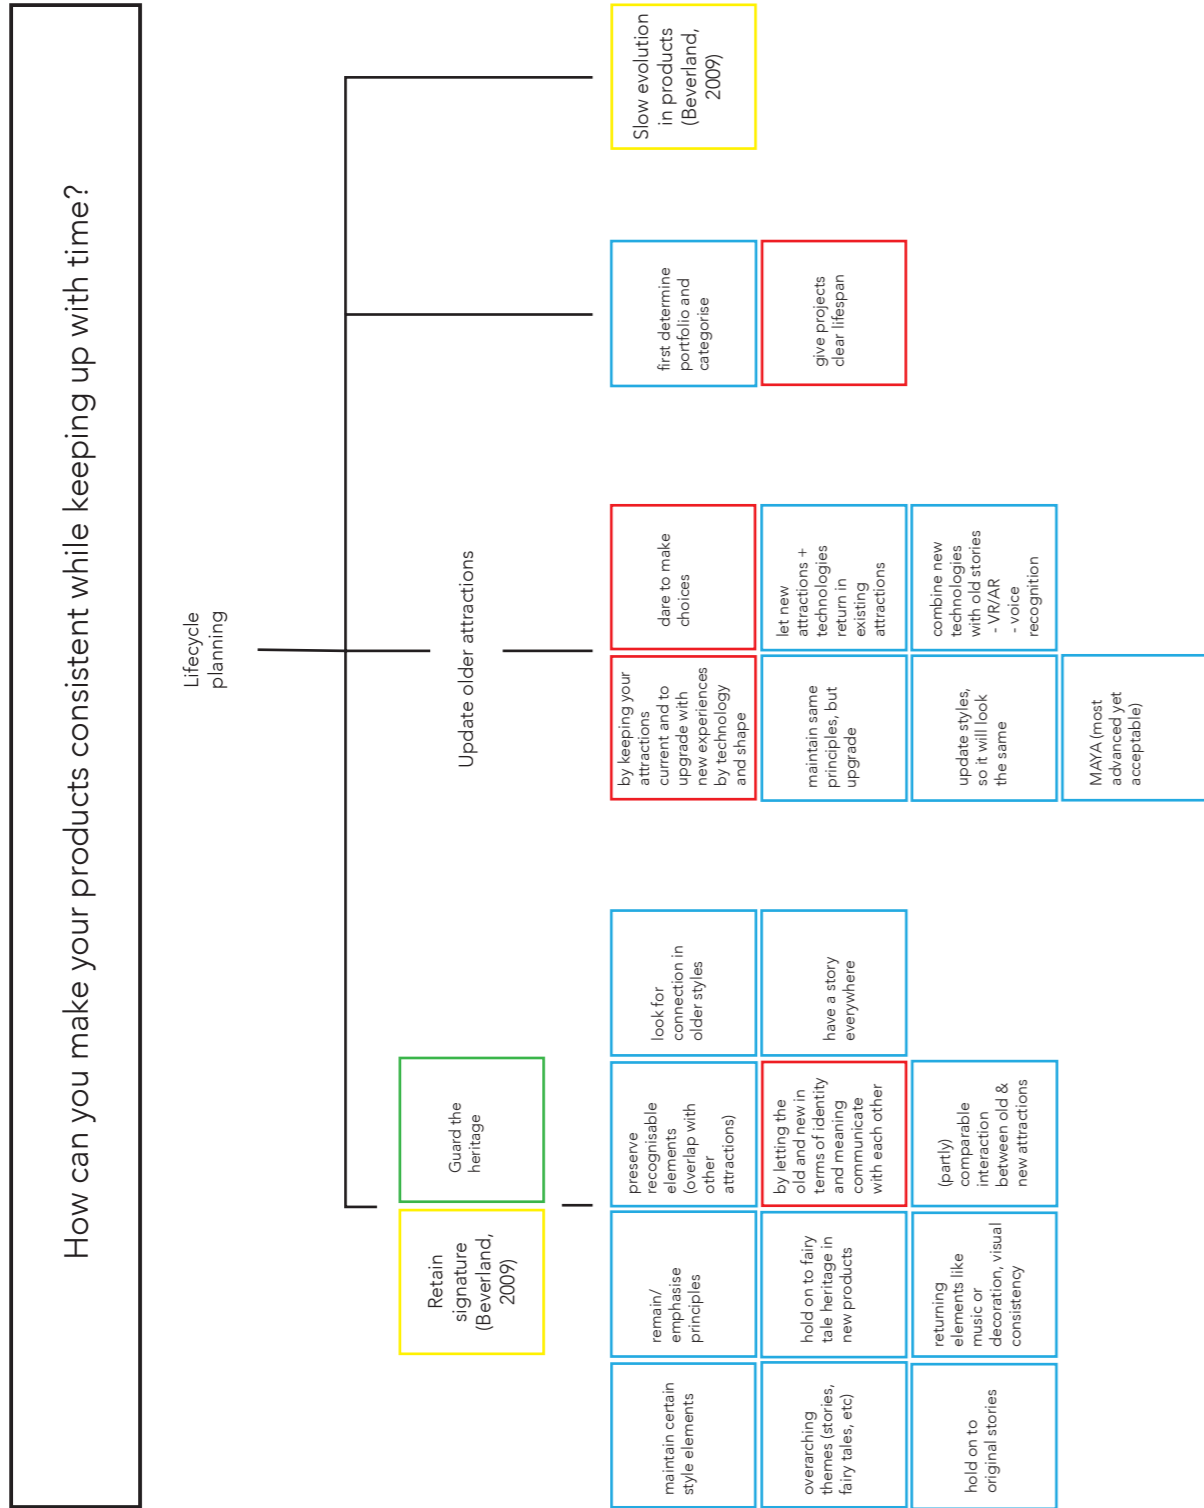 How can you make your products consistent while keeping up with time?
Lifecycle
planning
Retain
signature
(Beverland,
2009)
Guard the
heritage
Update older attractions
maintain certain
style elements
remain/
emphasise
principles
preserve
recognisable
elements
(overlap with
other
attractions)
look for
connection in
older styles
overarching
themes (stories,
fairy tales, etc)
hold on to fairy
tale heritage in
new products
by letting the
old and new in
terms of identity
and meaning
communicate
with each other
have a story
everywhere
hold on to
original stories
returning
elements like
music or
decoration, visual
consistency
(partly)
comparable
interaction
between old &
new attractions
by keeping your
attractions
current and to
upgrade with
new experiences
by technology
and shape
dare to make
choices
maintain same
principles, but
upgrade
let new
attractions +
technologies
return in
existing
attractions
update styles,
so it will look
the same
combine new
technologies
with old stories
- VR/AR
- voice
recognition
MAYA (most
advanced yet
acceptable)
first determine
portfolio and
categorise
give projects
clear lifespan
Slow evolution
in products
(Beverland,
2009)